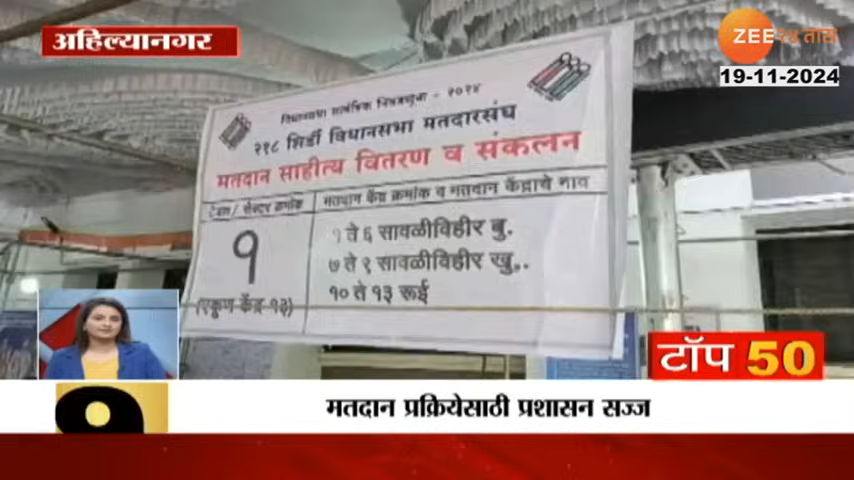 अहिल्यानगर
ZEE २४ तास
19-11-2024
विधानसभा सार्वत्रिक निवडणूक - २०२४
२१८ शिर्डी विधानसभा मतदारसंघ
मतदान साहीत्य वितरण व संकलन
टेबल/ सेक्टर क्रमांक
मतदान केंद्र क्रमांक व मतदान केंद्राचे नाव
१
(एकुण केंद्र १३)
१ ते ६ सावळीविहीर बु.
७ ते ९ सावळीविहीर खु..
१० ते १३ रूई
टॉप 50
मतदान प्रक्रियेसाठी प्रशासन सज्ज